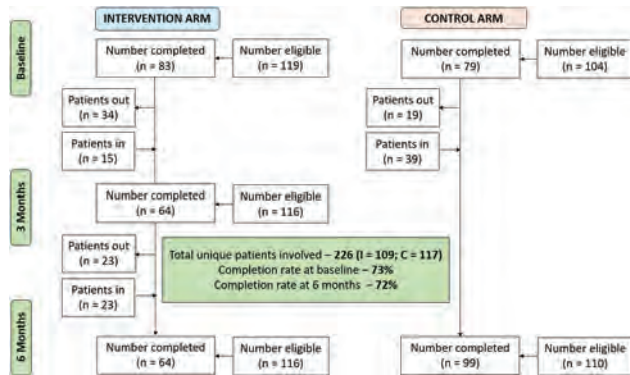 INTERVENTION ARM
CONTROL ARM
Baseline
Number completed
(n = 83)
Number eligible
(n = 119)
Number completed
(n = 79)
Number eligible
(n = 104)
Patients out
(n = 34)
Patients in
(n = 15)
Patients out
(n = 19)
Patients in
(n = 39)
3 Months
Number completed
(n = 64)
Number eligible
(n = 116)
Patients out
(n = 23)
Patients in
(n = 23)
Total unique patients involved – 226 (I = 109; C = 117)
Completion rate at baseline – 73%
Completion rate at 6 months – 72%
6 Months
Number completed
(n = 64)
Number eligible
(n = 116)
Number completed
(n = 99)
Number eligible
(n = 110)